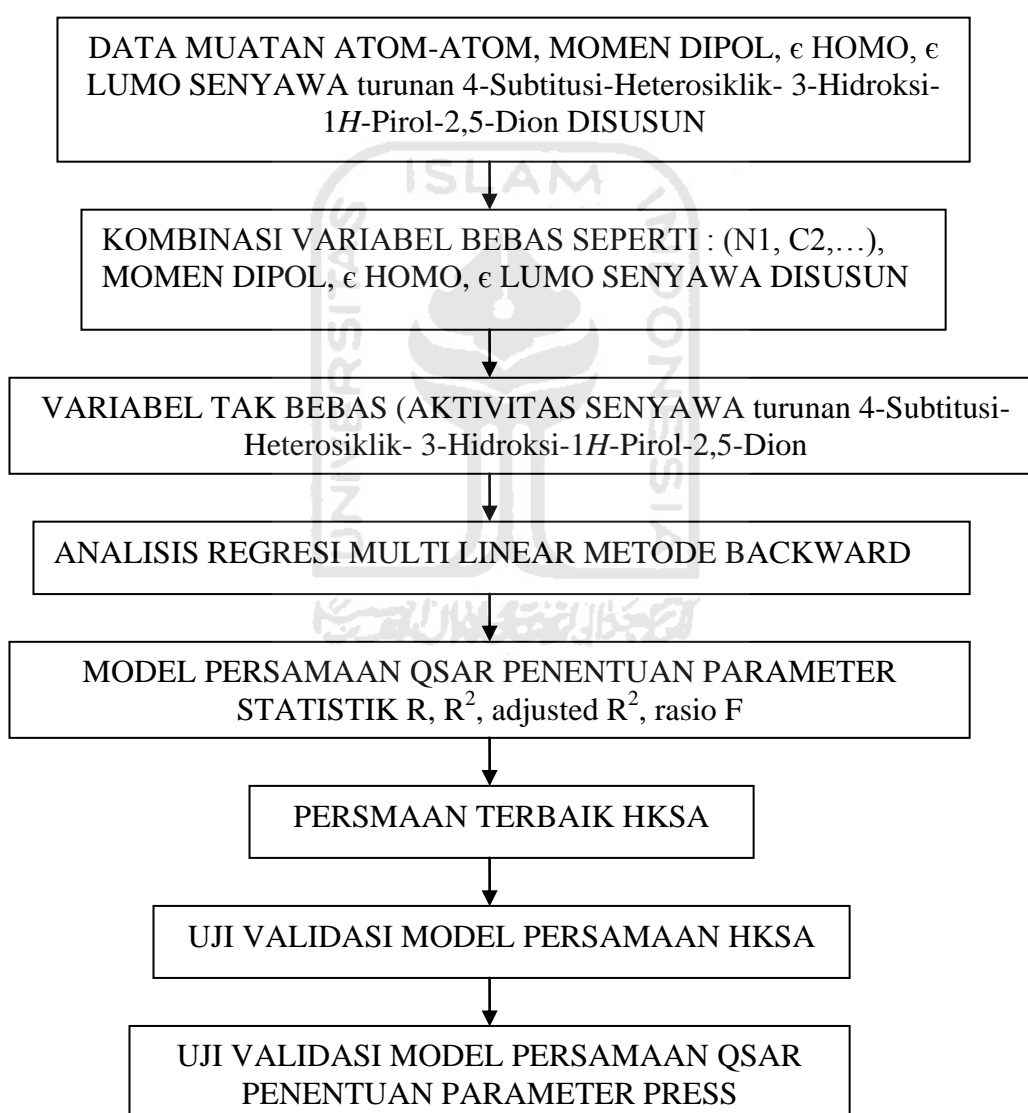 DATA MUATAN ATOM-ATOM, MOMEN DIPOL, є HOMO, є
LUMO SENYAWA turunan 4-Subtitusi-Heterosiklik- 3-Hidroksi-
1H-Pirol-2,5-Dion DISUSUN
KOMBINASI VARIABEL BEBAS SEPERTI : (N1, C2,…),
MOMEN DIPOL, є HOMO, є LUMO SENYAWA DISUSUN
VARIABEL TAK BEBAS (AKTIVITAS SENYAWA turunan 4-Subtitusi-
Heterosiklik- 3-Hidroksi-1H-Pirol-2,5-Dion
ANALISIS REGRESI MULTI LINEAR METODE BACKWARD
MODEL PERSAMAAN QSAR PENENTUAN PARAMETER
STATISTIK R, R², adjusted R², rasio F
PERSMAAN TERBAIK HKSA
UJI VALIDASI MODEL PERSAMAAN HKSA
UJI VALIDASI MODEL PERSAMAAN QSAR
PENENTUAN PARAMETER PRESS
ISLAM
UNIVERSITAS
INDONESIA